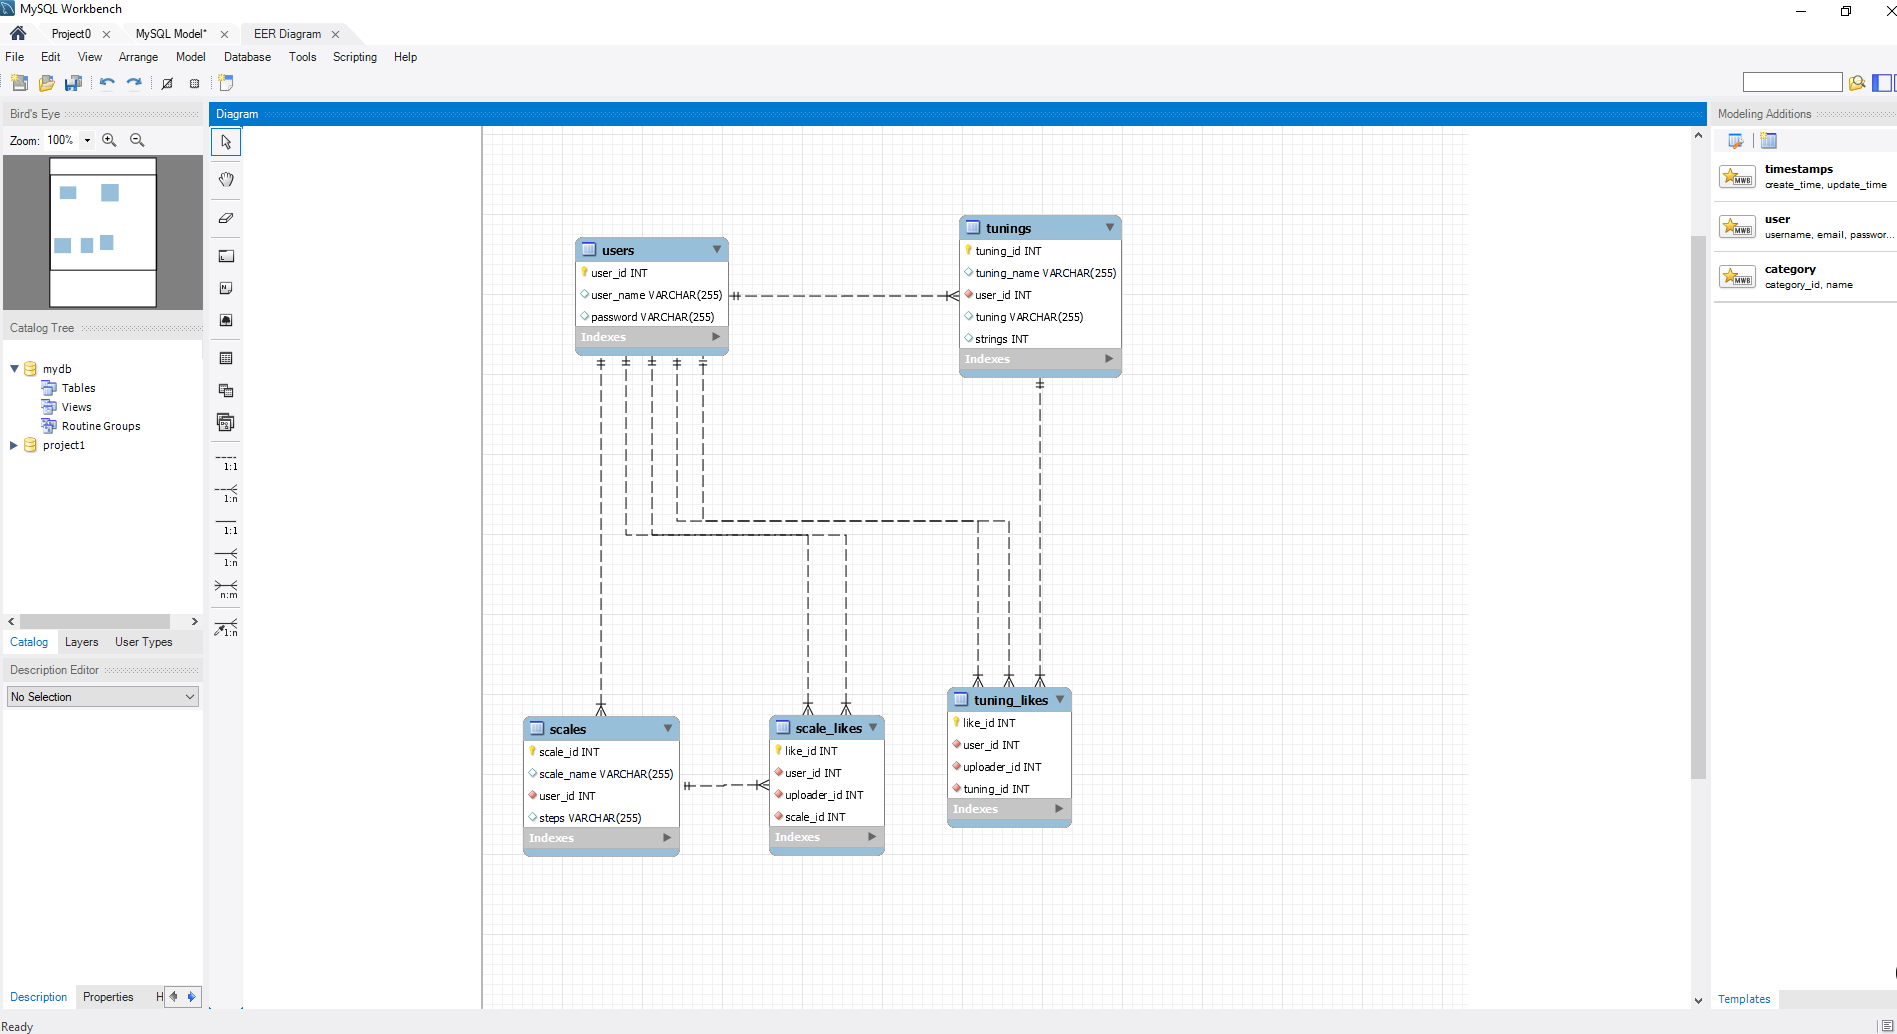 MySQL Workbench
Project0
MySQL Model*
EER Diagram
File Edit View Arrange Model Database Tools Scripting Help
Bird's Eye
Zoom: 100%
Catalog Tree
mydb
Tables
Views
Routine Groups
project1
Catalog Layers User Types
Description Editor
No Selection
Description Properties H
Ready
Diagram
1:1
1:n
1:1
1:n
n:m
1:n
users
user_id INT
user_name VARCHAR(255)
password VARCHAR(255)
Indexes
tunings
tuning_id INT
tuning_name VARCHAR(255)
user_id INT
tuning VARCHAR(255)
strings INT
Indexes
scales
scale_id INT
scale_name VARCHAR(255)
user_id INT
steps VARCHAR(255)
Indexes
scale_likes
like_id INT
user_id INT
uploader_id INT
scale_id INT
Indexes
tuning_likes
like_id INT
user_id INT
uploader_id INT
tuning_id INT
Indexes
Modeling Additions
MWB
timestamps
create_time, update_time
MWB
user
username, email, passwor...
MWB
category
category_id, name
Templates